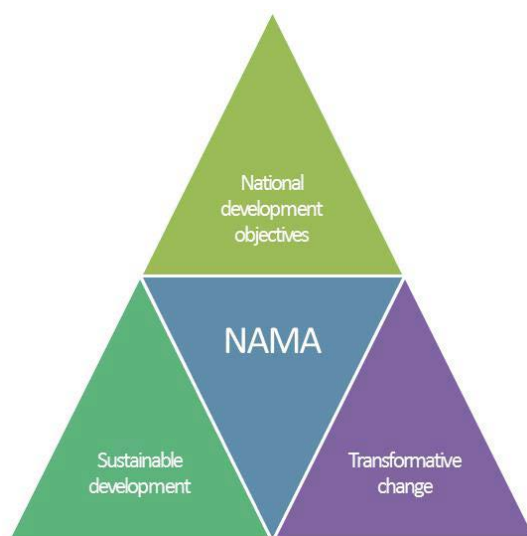 National
development
objectives
NAMA
Sustainable
development
Transformative
change